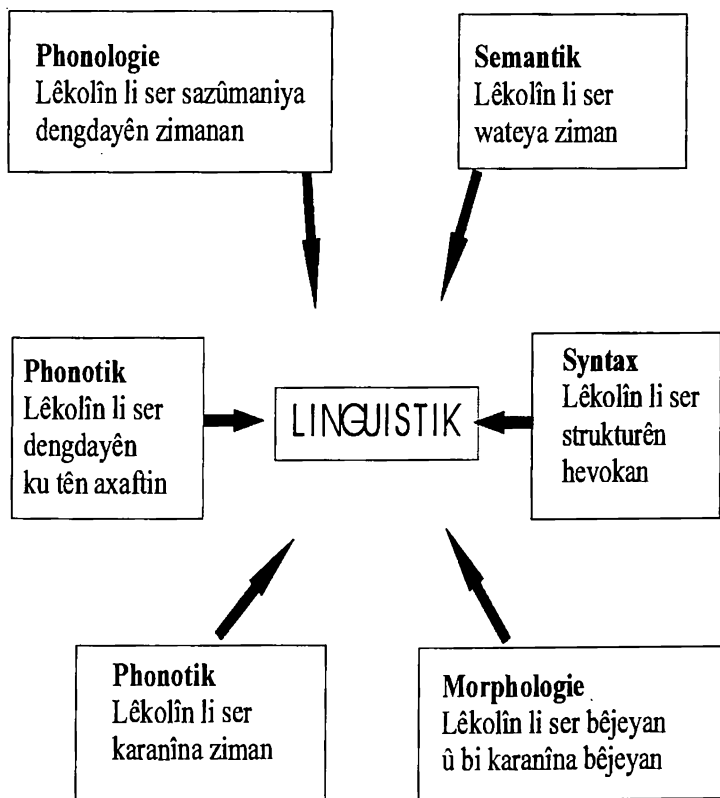 Phonologie
Lêkolîn li ser sazûmaniya
dengdayên zimanan
Semantik
Lêkolîn li ser
wateya ziman
Phonotik
Lêkolîn li ser
dengdayên
ku tên axaftin
LINGUISTIK
Syntax
Lêkolîn li ser
strukturên
hevokan
Phonotik
Lêkolîn li ser
karanîna ziman
Morphologie
Lêkolîn li ser bêjeyan
û bi karanîna bêjeyan